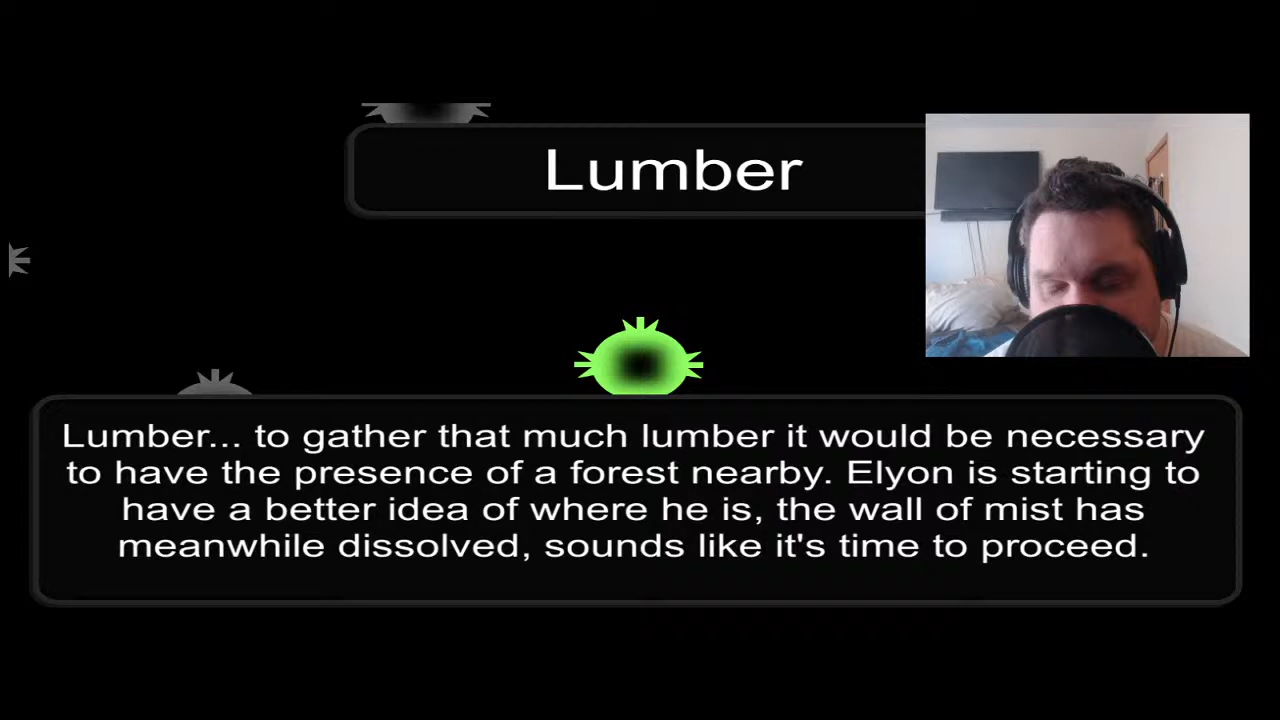 Lumber
Lumber... to gather that much lumber it would be necessary
to have the presence of a forest nearby. Elyon is starting to
have a better idea of where he is, the wall of mist has
meanwhile dissolved, sounds like it's time to proceed.